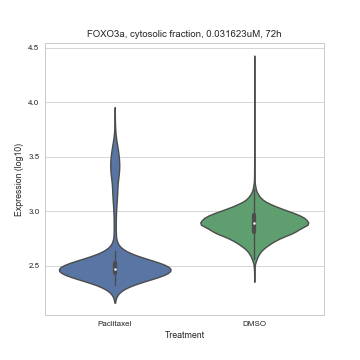 FOXO3a, cytosolic fraction, 0.031623uM, 72h
4.5
4.0
3.5
3.0
2.5
Expression (log10)
Paclitaxel
DMSO
Treatment